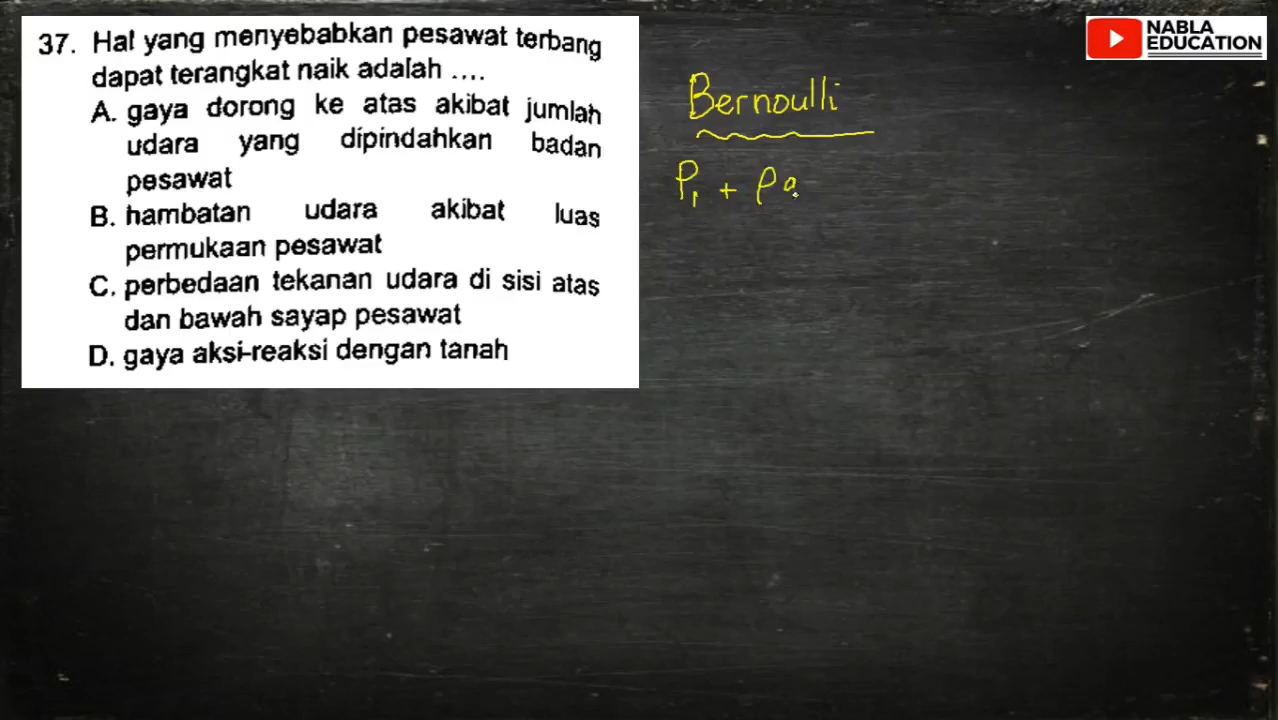 37. Hal yang menyebabkan pesawat terbang
dapat terangkat naik adalah ....
A. gaya dorong ke atas akibat jumlah
udara yang dipindahkan badan
pesawat
B. hambatan udara akibat luas
permukaan pesawat
C. perbedaan tekanan udara di sisi atas
dan bawah sayap pesawat
D. gaya aksi-reaksi dengan tanah
NABLA
EDUCATION
Bernoulli
P₁ + ρ